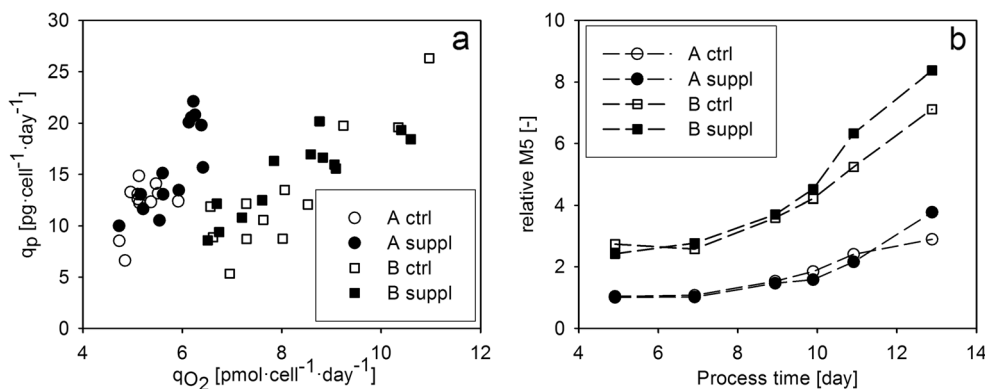 a
qp [pg·cell⁻¹·day⁻¹]
30
25
20
15
10
5
0
4
6
8
10
12
qO2 [pmol·cell⁻¹·day⁻¹]
A ctrl
A suppl
B ctrl
B suppl
b
relative M5 [-]
10
8
6
4
2
0
4
6
8
10
12
14
Process time [day]
A ctrl
A suppl
B ctrl
B suppl